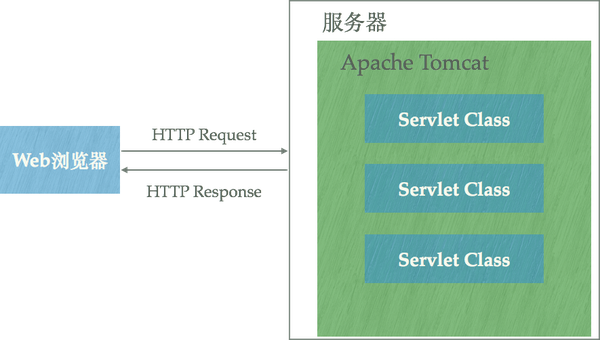 服务器
Apache Tomcat
Servlet Class
HTTP Request
Web浏览器
Servlet Class
HTTP Response
Servlet Class